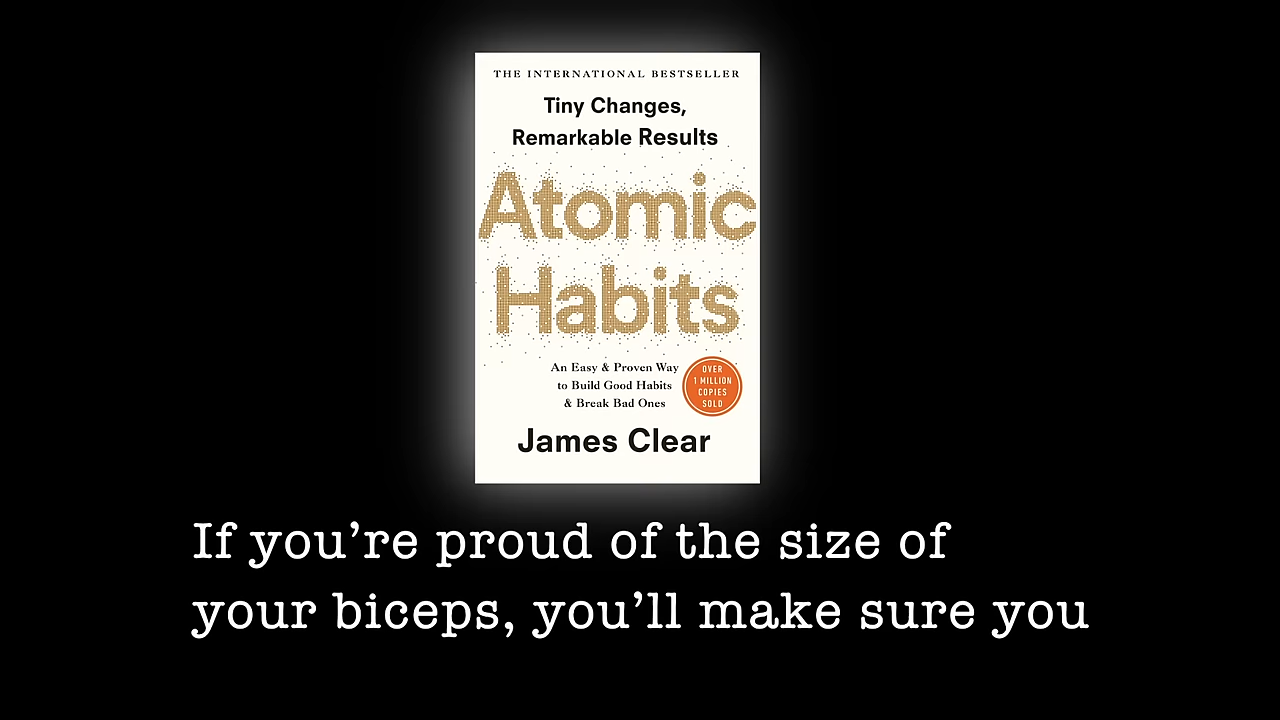 THE INTERNATIONAL BESTSELLER
Tiny Changes,
Remarkable Results
Atomic
Habits
An Easy & Proven Way
to Build Good Habits
& Break Bad Ones
OVER
1 MILLION
COPIES
SOLD
James Clear
If you’re proud of the size of
your biceps, you’ll make sure you